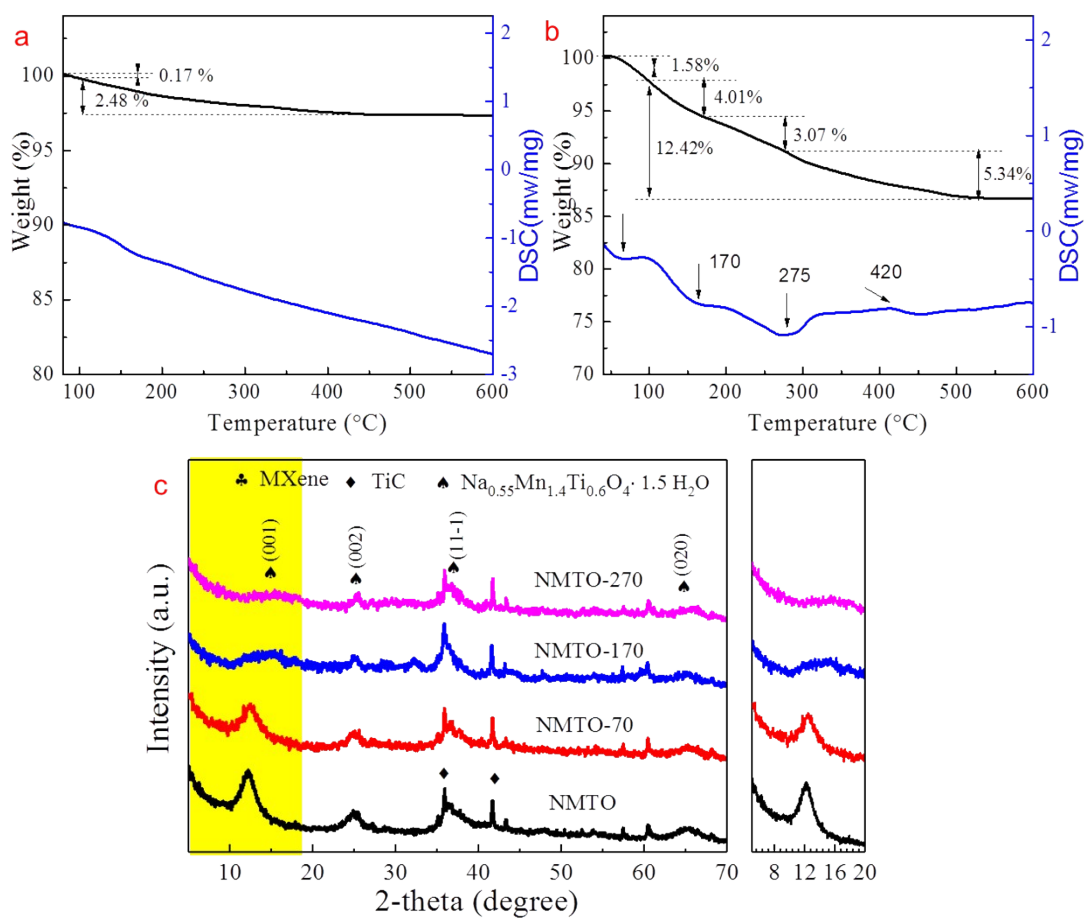 a
100
95
90
85
80
Weight (%)
0.17 %
2.48 %
2
1
0
-1
-2
-3
DSC(mw/mg)
100 200 300 400 500 600
Temperature (°C)
b
100
95
90
85
80
75
70
Weight (%)
1.58%
4.01%
3.07 %
12.42%
5.34%
170
275
420
2
1
0
-1
DSC(mw/mg)
100 200 300 400 500 600
Temperature (°C)
c
♣ MXene ♦ TiC ♠ Na0.55Mn1.4Ti0.6O4· 1.5 H2O
(001)
(002)
(11-1)
(020)
NMTO-270
NMTO-170
NMTO-70
NMTO
Intensity (a.u.)
10 20 30 40 50 60 70
2-theta (degree)
8 12 16 20